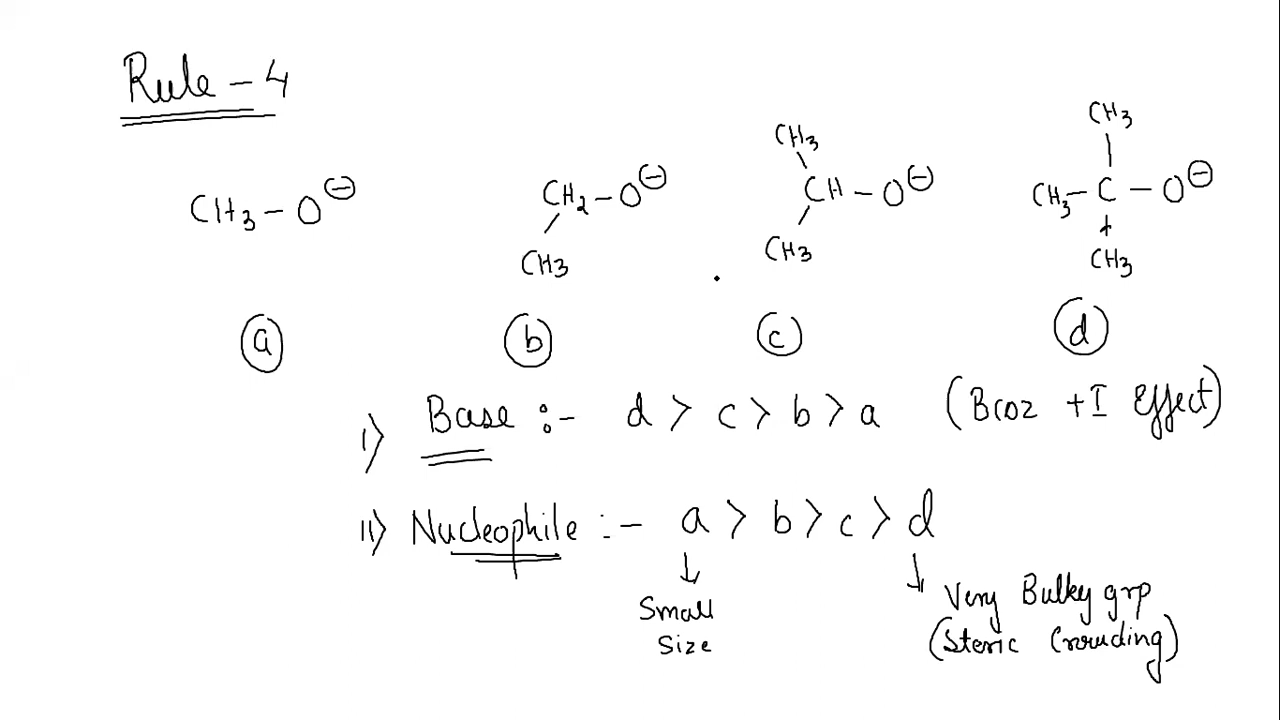 Rule - 4
CH3 - O⊖
CH2 - O⊖
CH3
CH3
CH - O⊖
CH3
CH3
CH3 - C - O⊖
CH3
a
b
c
d
i) Base :- d > c > b > a (Bcoz +I Effect)
ii) Nucleophile :- a > b > c > d
Small
Size
Very Bulky grp
(Steric Crowding)